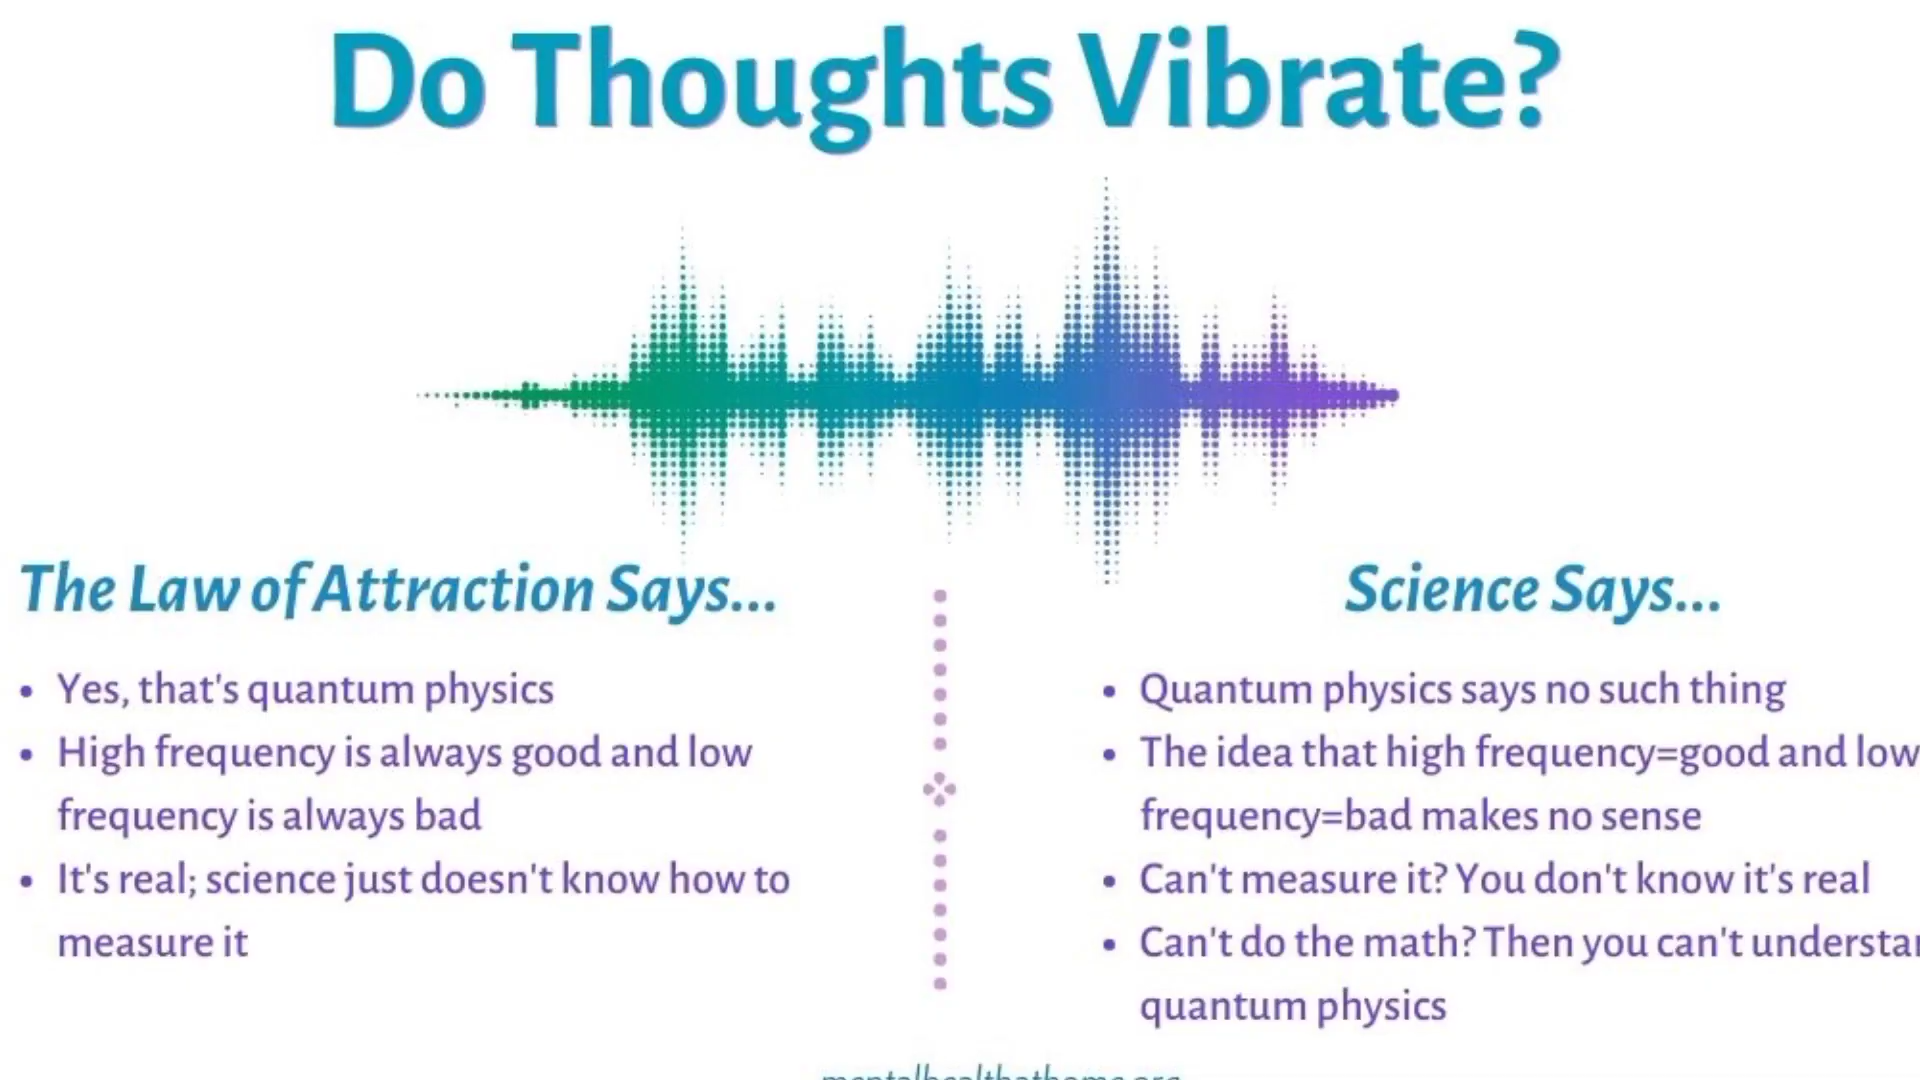 Do Thoughts Vibrate?
The Law of Attraction Says...
• Yes, that's quantum physics
• High frequency is always good and low
frequency is always bad
• It's real; science just doesn't know how to
measure it
Science Says...
• Quantum physics says no such thing
• The idea that high frequency=good and low
frequency=bad makes no sense
• Can't measure it? You don't know it's real
• Can't do the math? Then you can't
quantum physics
mentalhealthathome.org